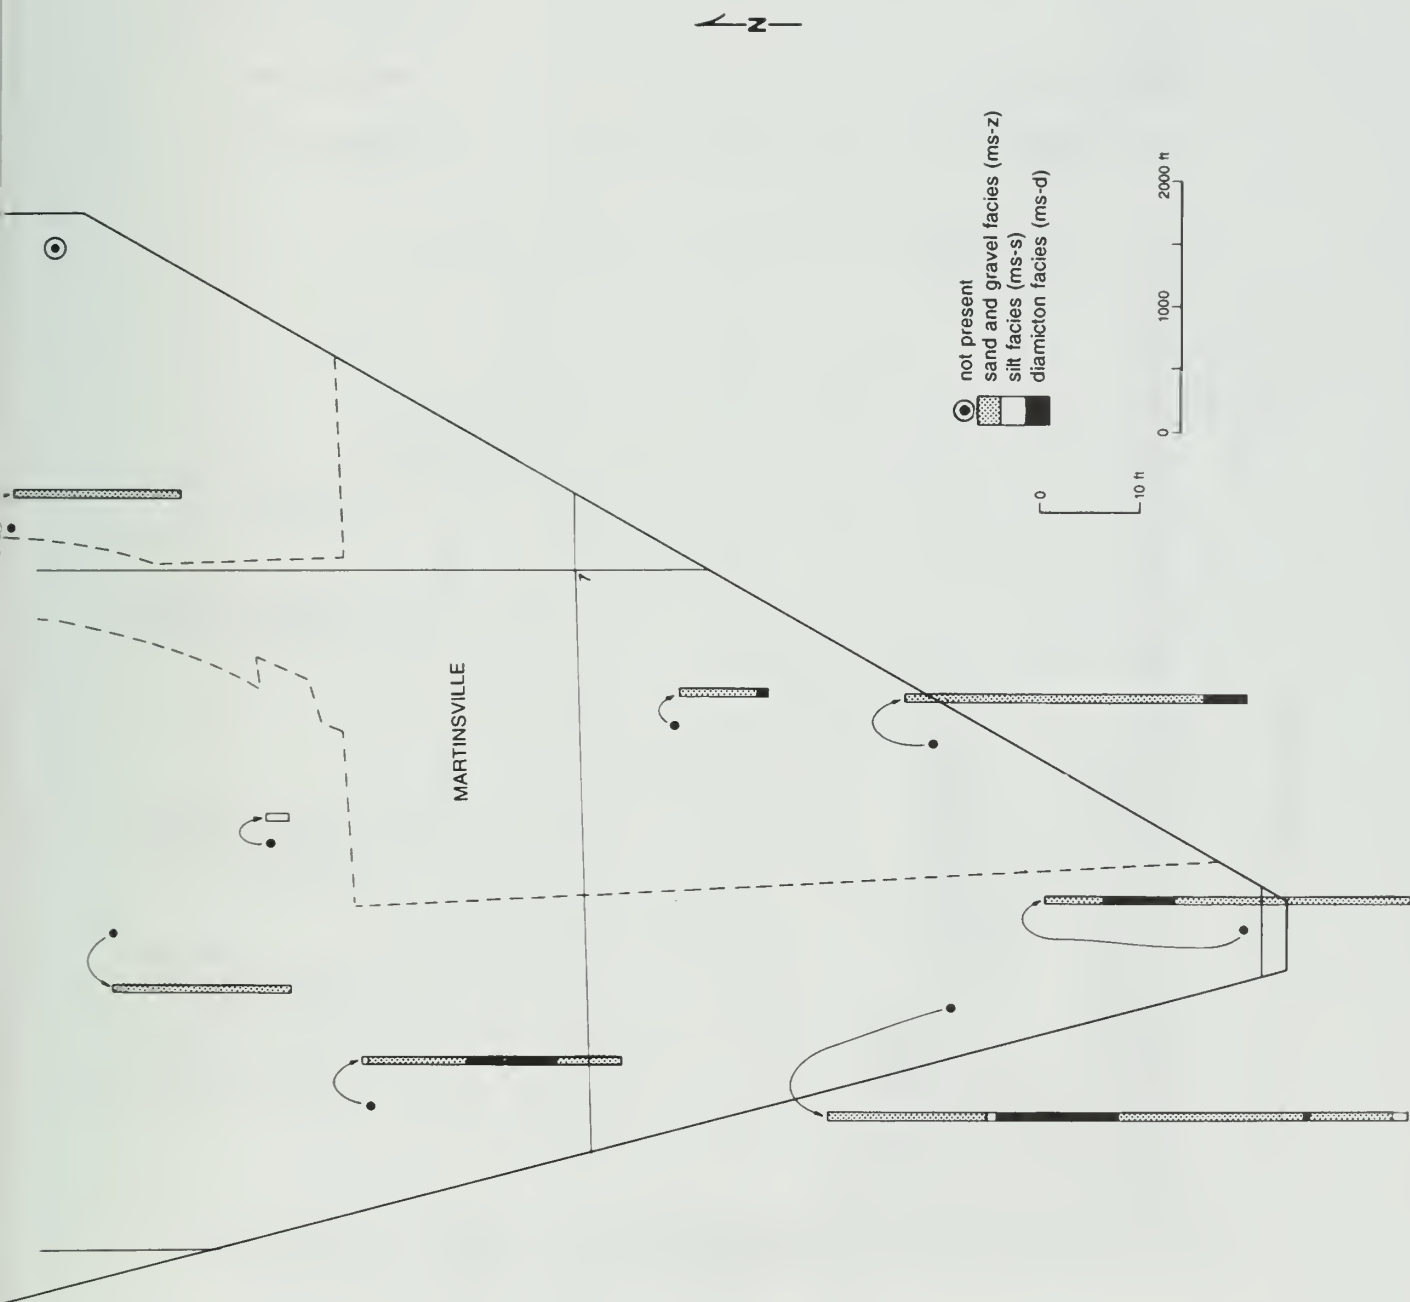 N
not present
sand and gravel facies (ms-z)
silt facies (ms-s)
diamicton facies (ms-d)
0
1000
2000 ft
0
10 ft
MARTINSVILLE
7